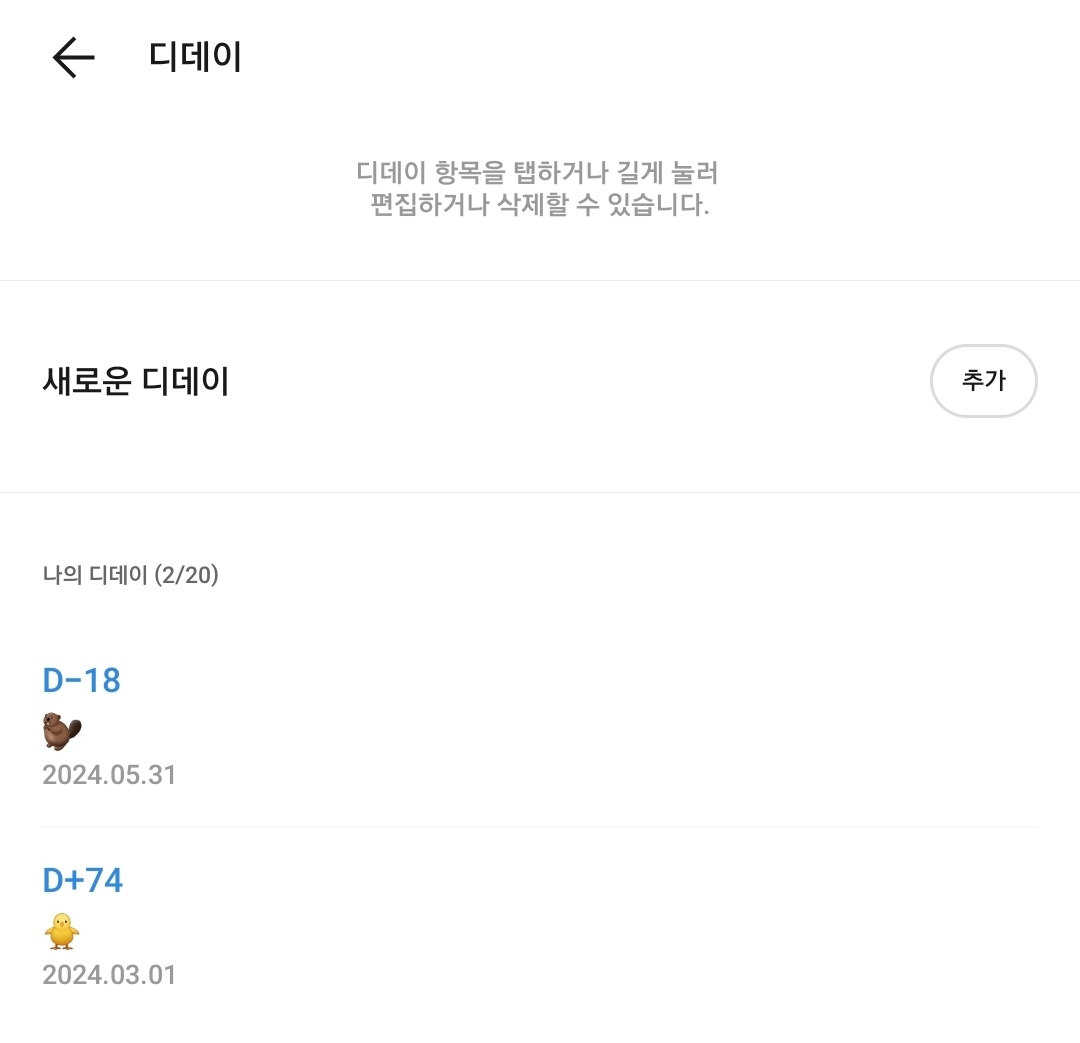 디데이
디데이 항목을 탭하거나 길게 눌러
편집하거나 삭제할 수 있습니다.
새로운 디데이
추가
나의 디데이 (2/20)
D−18
🦫
2024.05.31
D+74
🐥
2024.03.01